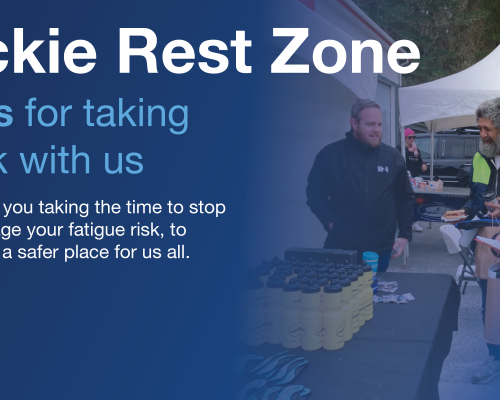 ckie Rest Zone
s for taking
k with us
you taking the time to stop
ge your fatigue risk, to
a safer place for us all.